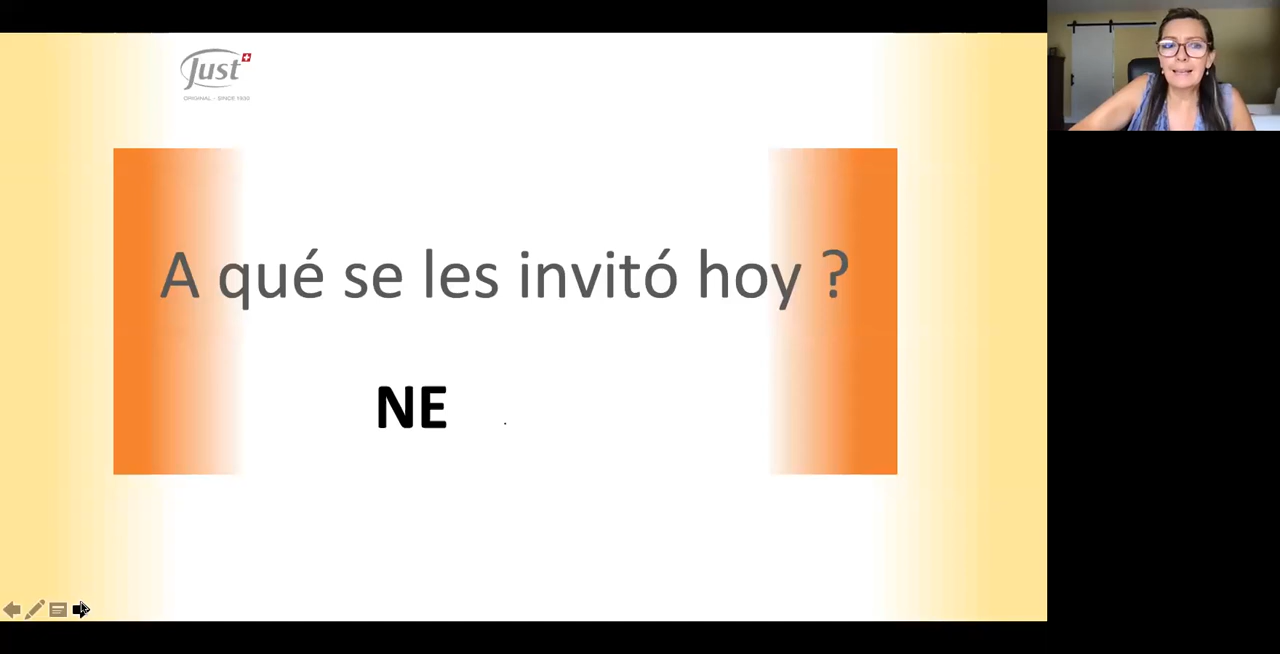 Just
ORIGINAL – SINCE 1930
A qué se les invitó hoy ?
NE